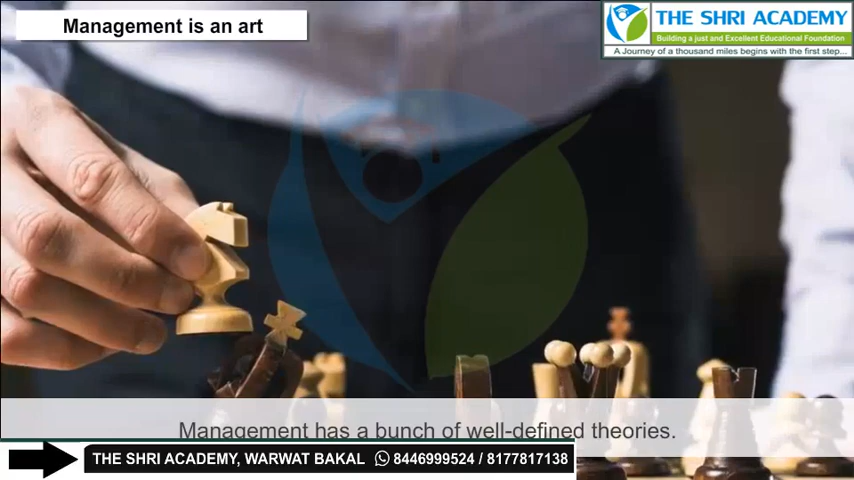 Management is an art
THE SHRI ACADEMY
Building a just and Excellent Educational Foundation
A Journey of a thousand miles begins with the first step...
Management has a bunch of well-defined theories.
THE SHRI ACADEMY, WARWAT BAKAL 8446999524 / 8177817138